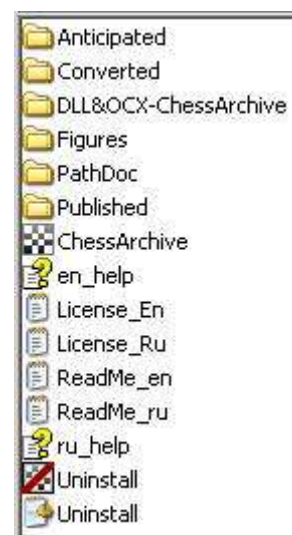 Anticipated
Converted
DLL&OCX-ChessArchive
Figures
PathDoc
Published
ChessArchive
en_help
License_En
License_Ru
ReadMe_en
ReadMe_ru
ru_help
Uninstall
Uninstall